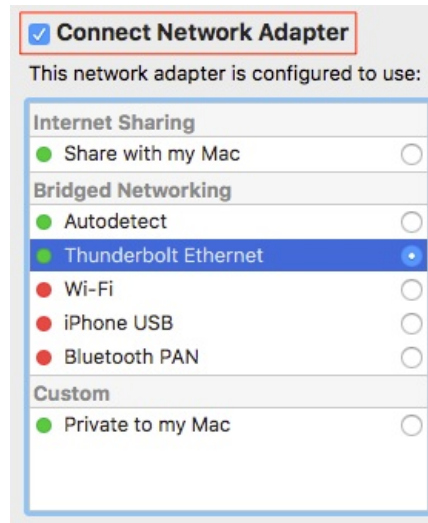 Connect Network Adapter
This network adapter is configured to use:
Internet Sharing
Share with my Mac
Bridged Networking
Autodetect
Thunderbolt Ethernet
Wi-Fi
iPhone USB
Bluetooth PAN
Custom
Private to my Mac